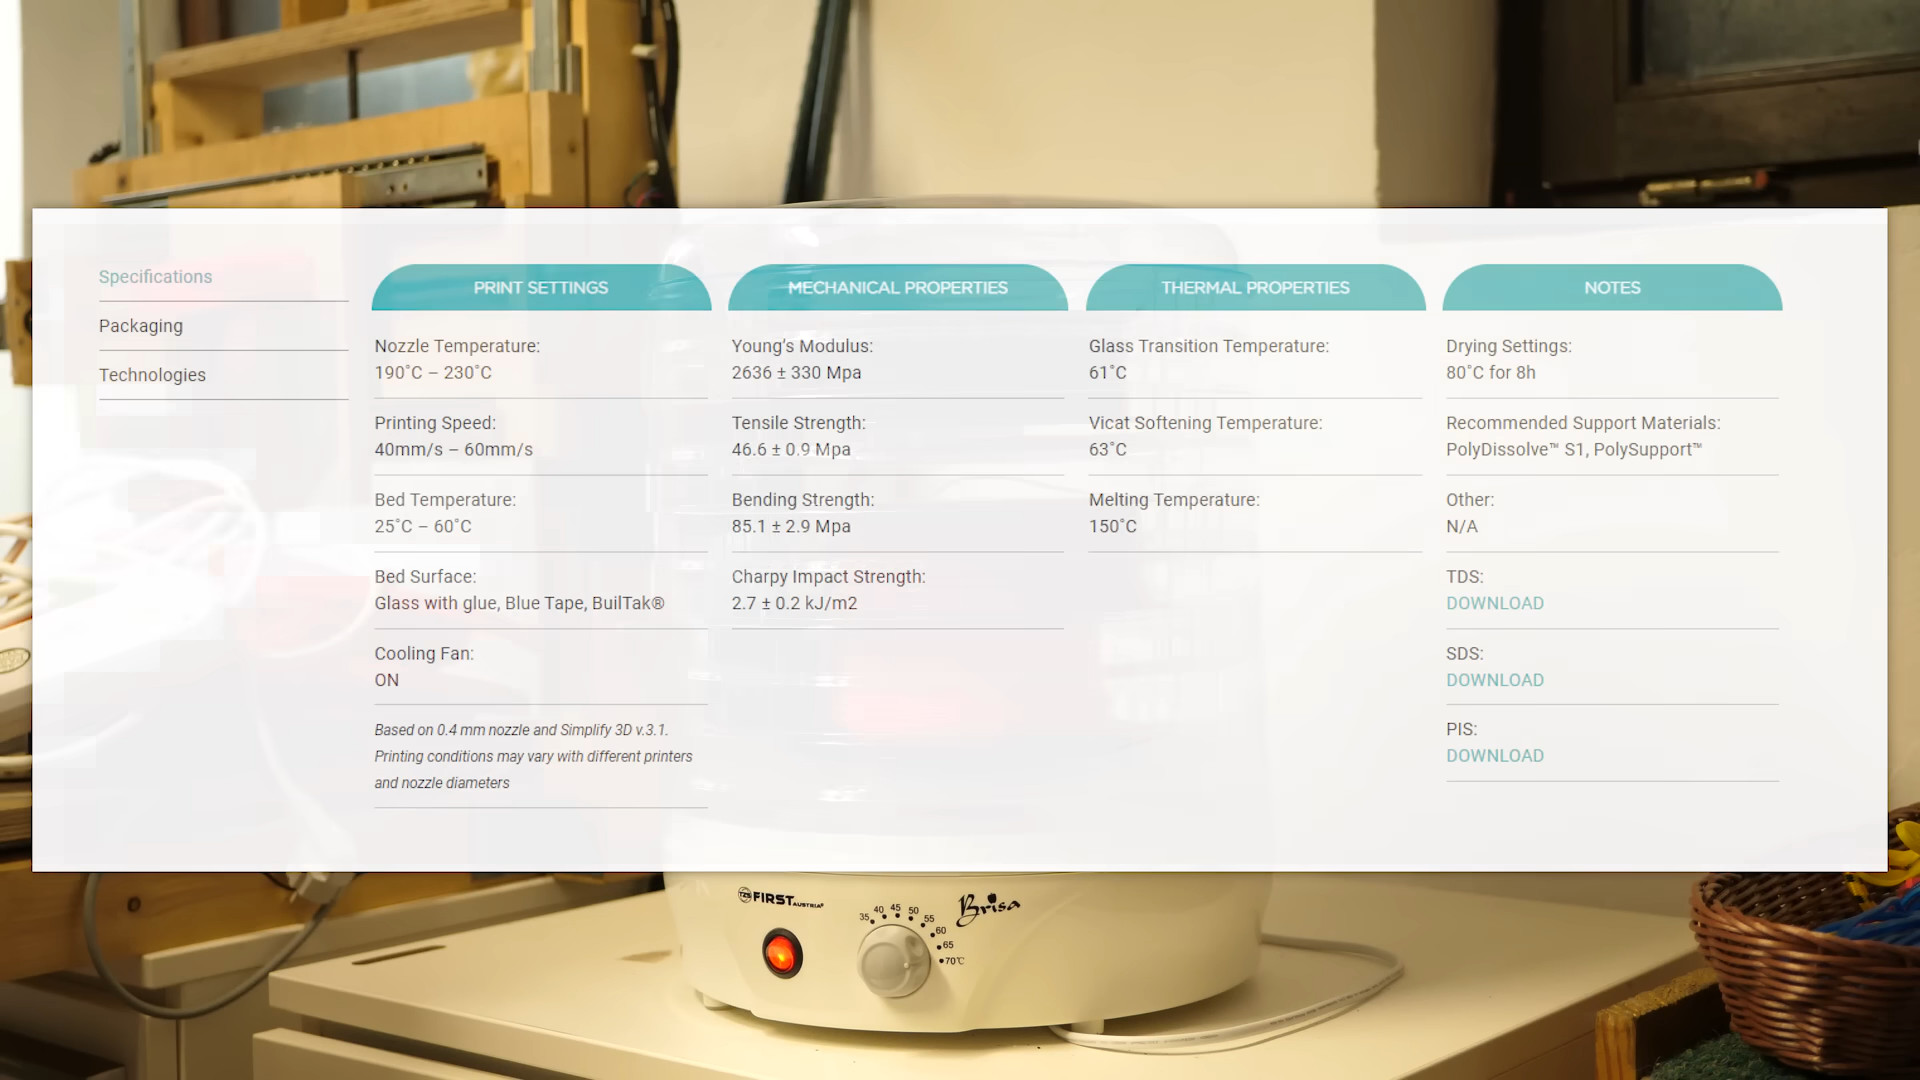 Specifications
Packaging
Technologies
PRINT SETTINGS
Nozzle Temperature:
190˚C – 230˚C
Printing Speed:
40mm/s – 60mm/s
Bed Temperature:
25˚C – 60˚C
Bed Surface:
Glass with glue, Blue Tape, BuilTak®
Cooling Fan:
ON
Based on 0.4 mm nozzle and Simplify 3D v.3.1.
Printing conditions may vary with different printers
and nozzle diameters
MECHANICAL PROPERTIES
Young’s Modulus:
2636 ± 330 Mpa
Tensile Strength:
46.6 ± 0.9 Mpa
Bending Strength:
85.1 ± 2.9 Mpa
Charpy Impact Strength:
2.7 ± 0.2 kJ/m2
THERMAL PROPERTIES
Glass Transition Temperature:
61˚C
Vicat Softening Temperature:
63˚C
Melting Temperature:
150˚C
NOTES
Drying Settings:
80˚C for 8h
Recommended Support Materials:
PolyDissolve™ S1, PolySupport™
Other:
N/A
TDS:
DOWNLOAD
SDS:
DOWNLOAD
PIS:
DOWNLOAD
FIRST AUSTRIA
35 40 45 50 55 60 65 70℃
Brisa